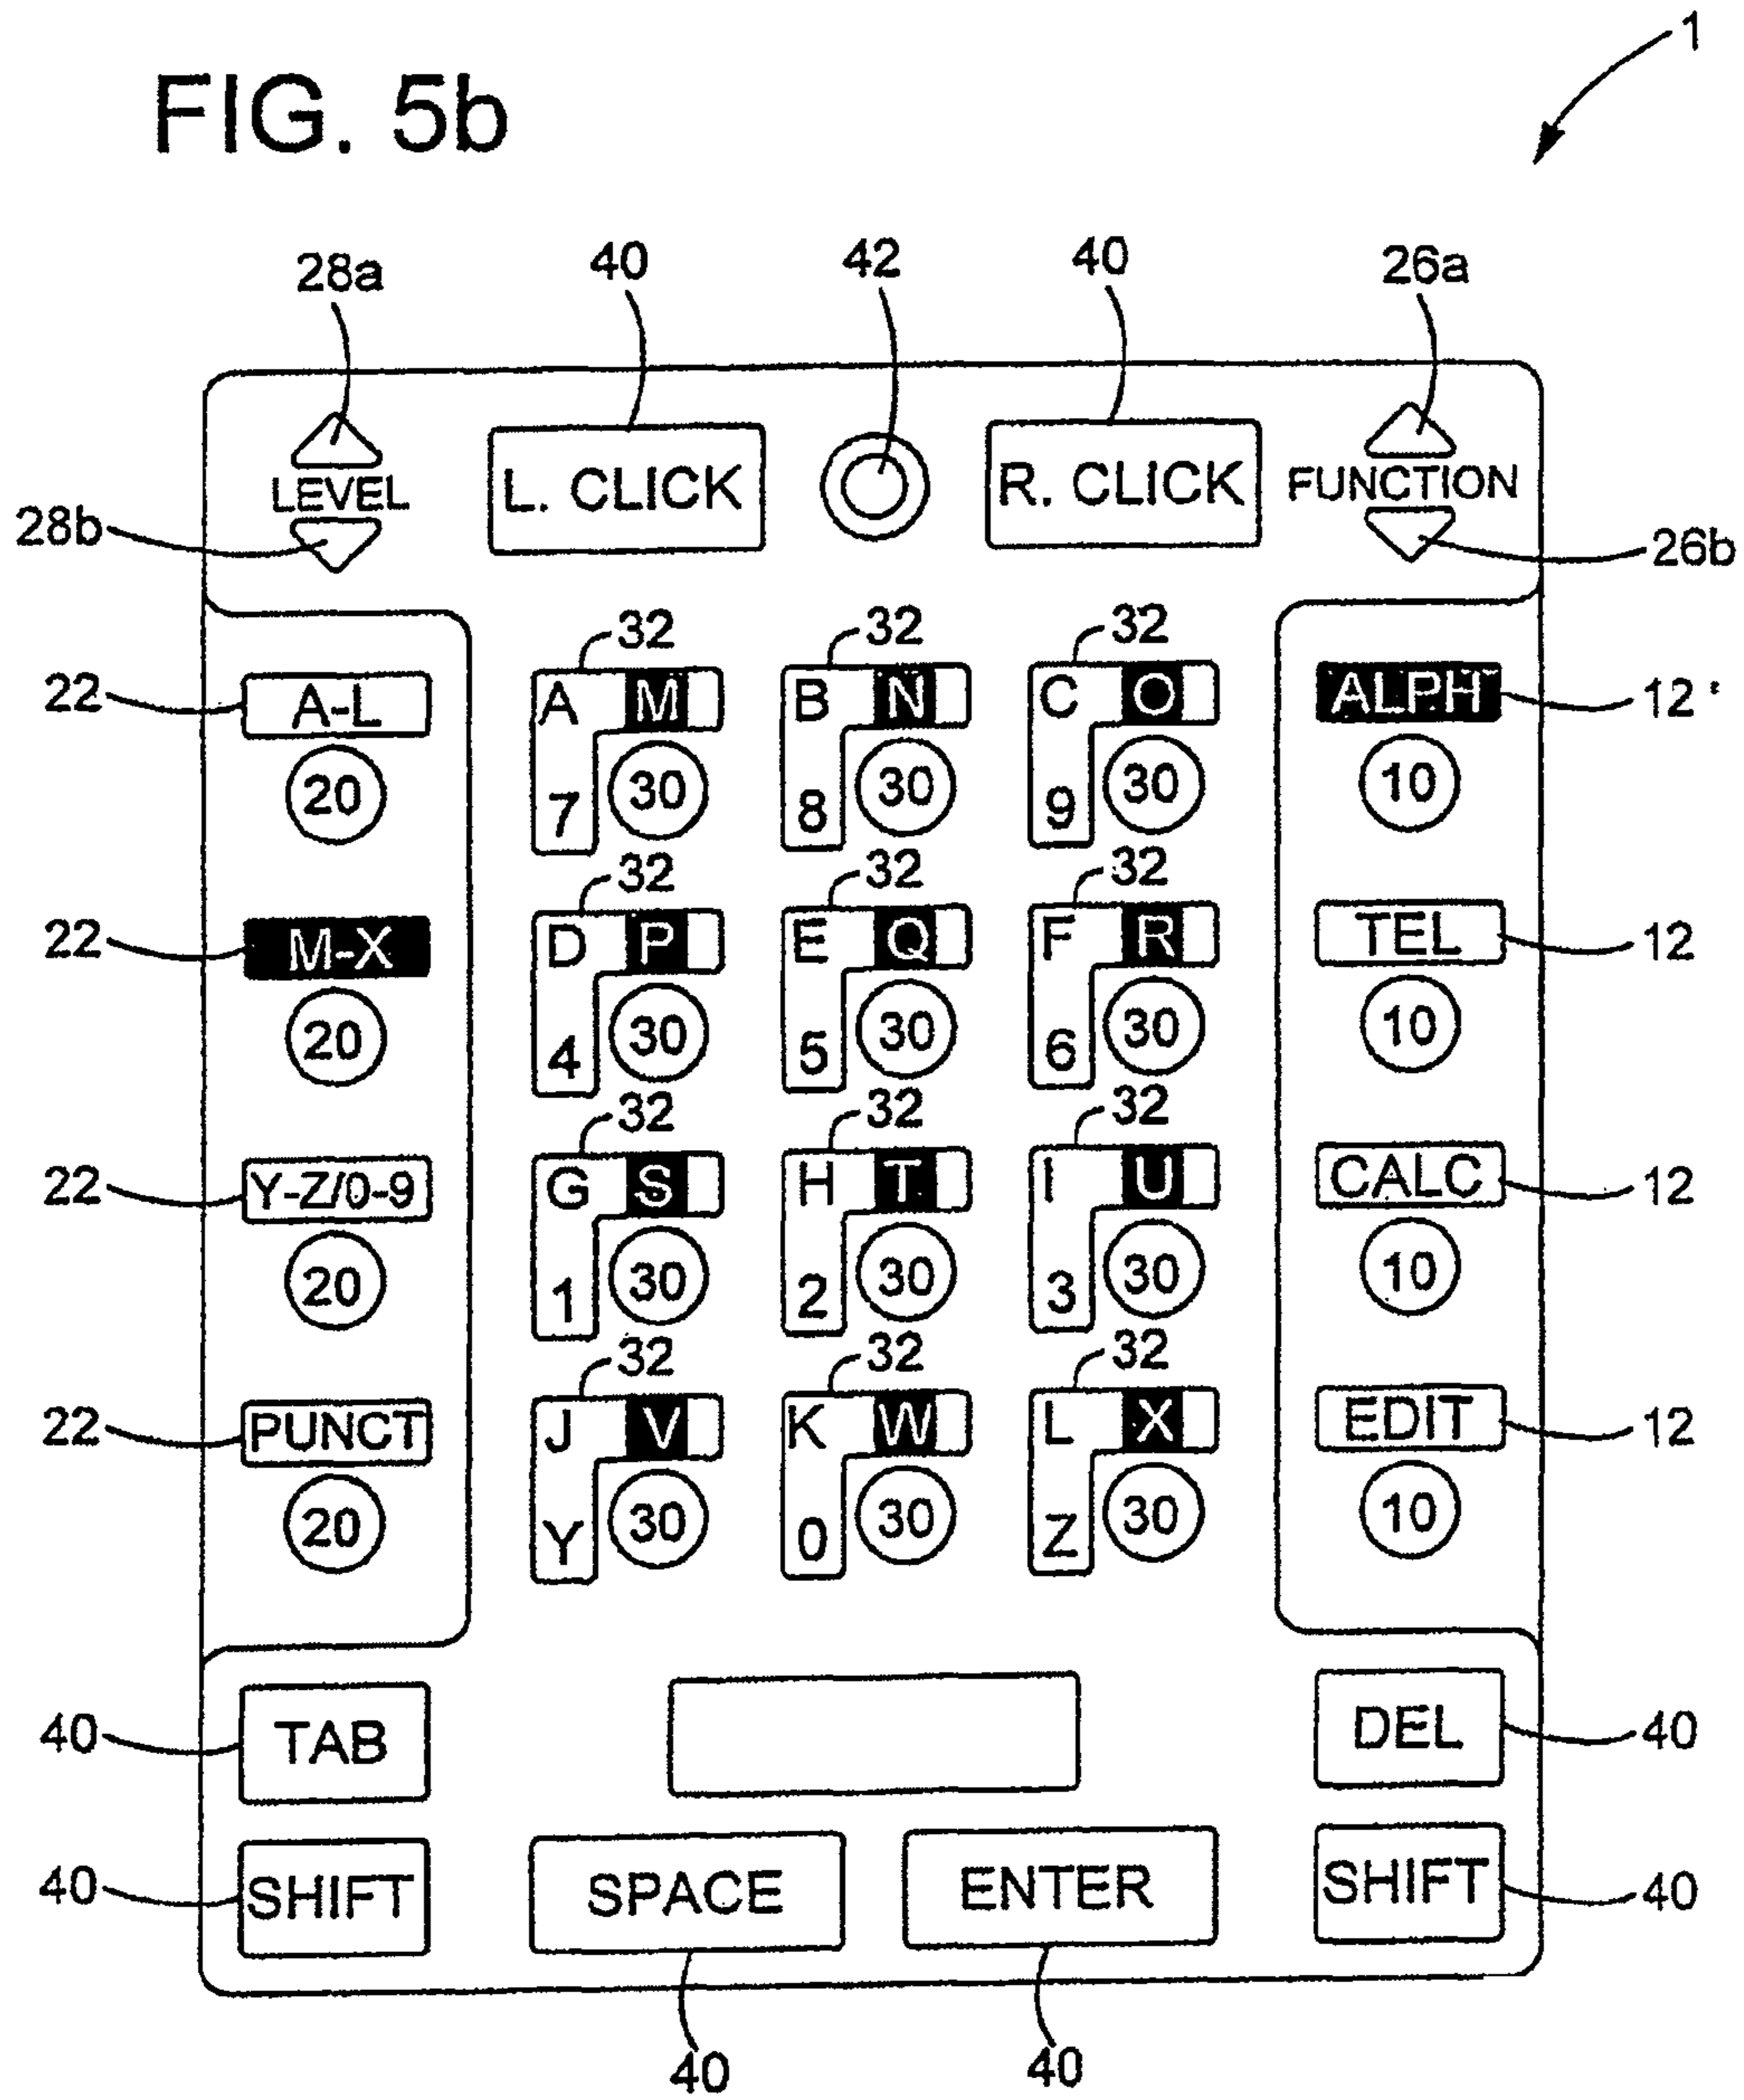 1
FIG. 5b
28a 40 42 40 26a
L. CLICK R. CLICK
LEVEL FUNCTION
28b 26b
32 32 32
22 A-L A M B N C O ALPH 12
20 7 30 8 30 9 30 10
32 32 32
22 M-X D P E Q F R TEL 12
20 4 30 5 30 6 30 10
32 32 32
22 Y-Z/0-9 G S H T I U CALC 12
20 1 30 2 30 3 30 10
32 32 32
22 PUNCT J V K W L X EDIT 12
20 Y 30 0 30 Z 30 10
40 TAB DEL 40
40 SHIFT SPACE ENTER SHIFT 40
40 40